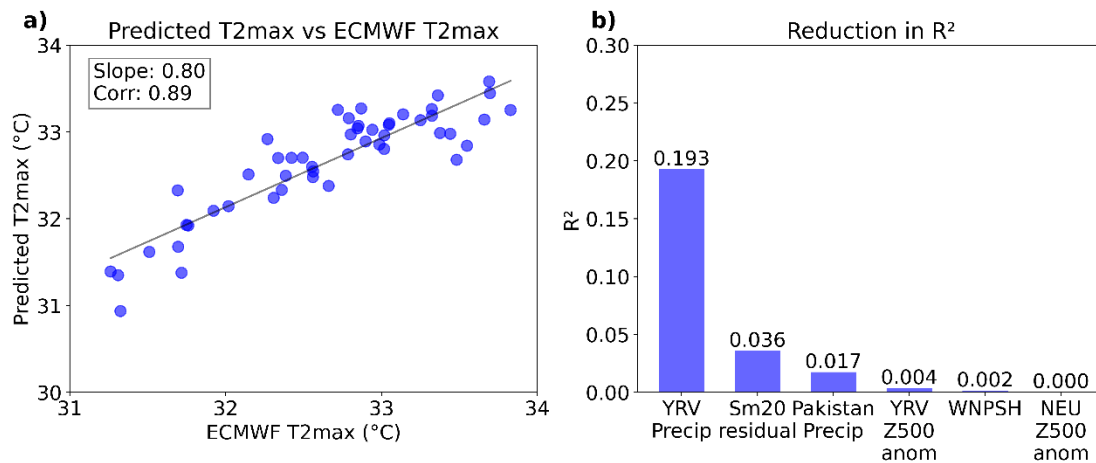 a)
Predicted T2max vs ECMWF T2max
Slope: 0.80
Corr: 0.89
Predicted T2max (°C)
34
33
32
31
30
31 32 33 34
ECMWF T2max (°C)
b)
Reduction in R²
R²
0.30
0.25
0.20
0.15
0.10
0.05
0.00
0.193
0.036
0.017
0.004
0.002
0.000
YRV
Precip
Sm20
residual
Pakistan
Precip
YRV
Z500
anom
WNPSH
NEU
Z500
anom